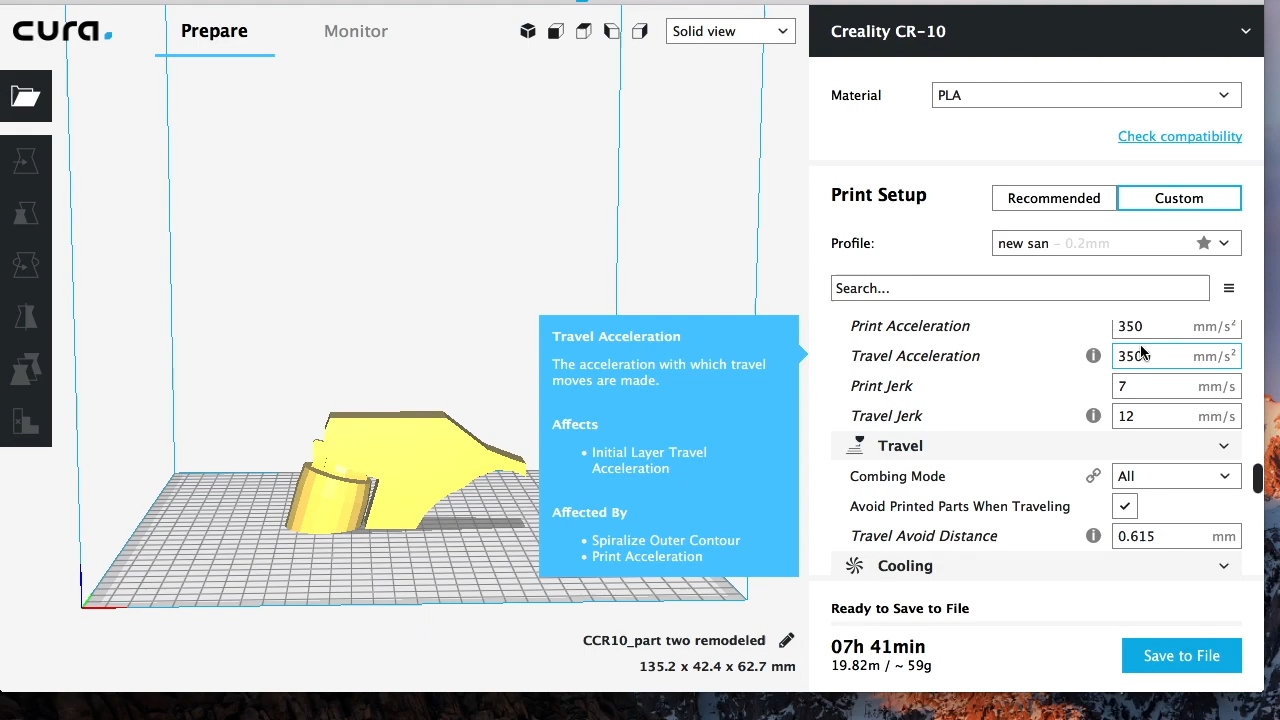 cura.
Prepare
Monitor
Solid view
Creality CR-10
Material
PLA
Check compatibility
Print Setup
Recommended
Custom
Profile:
new san - 0.2mm
Search...
Print Acceleration
350 mm/s²
Travel Acceleration
mm/s²
Print Jerk
7 mm/s
Travel Jerk
12 mm/s
Travel
Combing Mode
All
Avoid Printed Parts When Traveling
Travel Avoid Distance
0.615 mm
Cooling
Travel Acceleration
The acceleration with which travel
moves are made.
Affects
• Initial Layer Travel
Acceleration
Affected By
• Spiralize Outer Contour
• Print Acceleration
CCR10_part two remodeled
135.2 x 42.4 x 62.7 mm
Ready to Save to File
07h 41min
19.82m / ~ 59g
Save to File